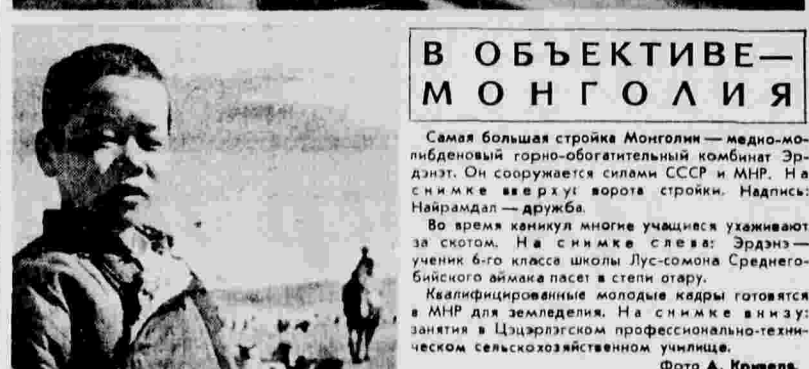 В ОБЪЕКТИВЕ—
МОНГОЛИЯ
Самая большая стройка Монголии — медно-мо-
либденовый горно-обогатительный комбинат Эр-
дэнэт. Он сооружается силами СССР и МНР. На
снимке вверху: ворота стройки. Надпись:
Найрамдал — дружба.
Во время каникул многие учащиеся ухаживают
за скотом. На снимке слева: Эрдэнэ—
ученик 6-го класса школы Лус-сомона Среднего-
бийского аймака пасет в степи отару.
Квалифицированные молодые кадры готовятся
в МНР для земледелия. На снимке внизу:
занятия в Цэцэрлэгском профессионально-техни-
ческом сельскохозяйственном училище.
Фото А. Кривела.